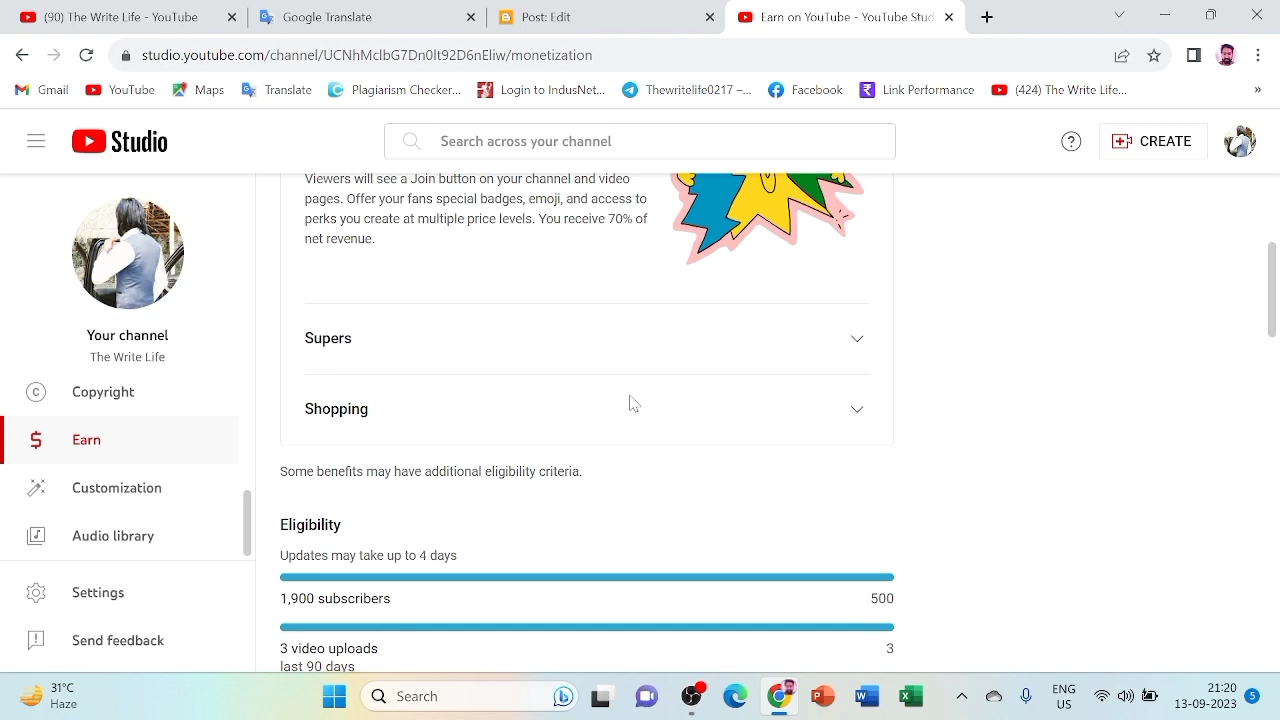 0) The Write Life - YouTube
Google Translate
Post: Edit
Earn on YouTube - YouTube Stud
studio.youtube.com/channel/UCNhMclbG7Dn0lt92D6nEliw/monetization
Gmail
YouTube
Maps
Translate
Plagiarism Checker...
Login to IndusNet...
Thewritelife0217 –...
Facebook
Link Performance
(424) The Write Life...
»
Studio
Search across your channel
CREATE
Your channel
The Write Life
Copyright
Earn
Customization
Audio library
Settings
Send feedback
Viewers will see a Join button on your channel and video
pages. Offer your fans special badges, emoji, and access to
perks you create at multiple price levels. You receive 70% of
net revenue.
Supers
Shopping
Some benefits may have additional eligibility criteria.
Eligibility
Updates may take up to 4 days
1,900 subscribers 500
3 video uploads 3
last 90 days
31°C
Haze
Search
ENG
US
21:20
13-09-2023
5